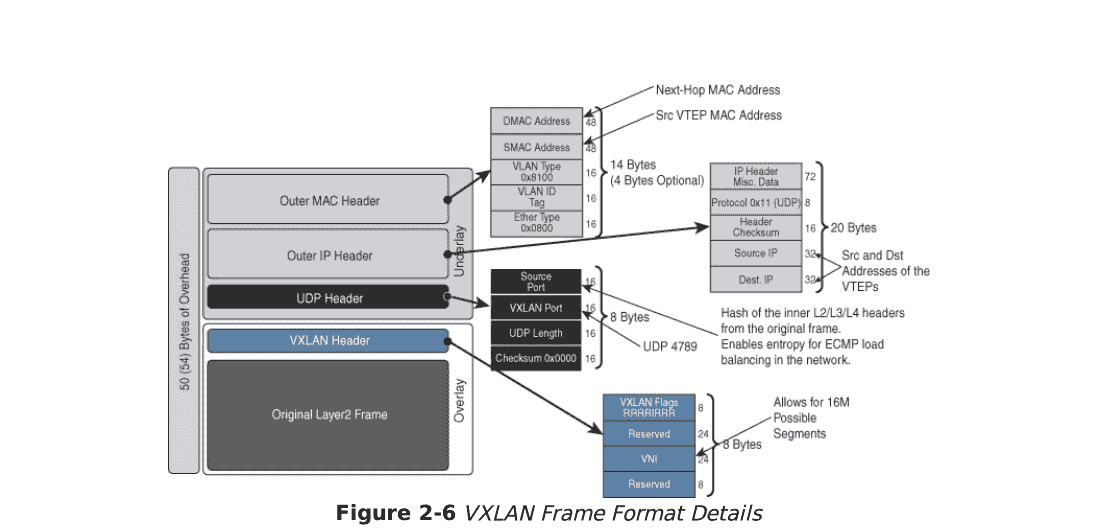 50 (54) Bytes of Overhead
Outer MAC Header
Outer IP Header
UDP Header
Underlay
VXLAN Header
Original Layer2 Frame
Overlay
DMAC Address
48
SMAC Address
48
VLAN Type
0x8100
16
VLAN ID
Tag
16
Ether Type
0x0800
16
Next-Hop MAC Address
Src VTEP MAC Address
14 Bytes
(4 Bytes Optional)
IP Header
Misc. Data
72
Protocol 0x11 (UDP)
8
Header
Checksum
16
Source IP
32
Dest. IP
32
20 Bytes
Src and Dst
Addresses of the
VTEPs
Source
Port
16
VXLAN Port
16
UDP Length
16
Checksum 0x0000
16
8 Bytes
UDP 4789
Hash of the inner L2/L3/L4 headers
from the original frame.
Enables entropy for ECMP load
balancing in the network.
VXLAN Flags
RRRRIRRR
8
Reserved
24
VNI
24
Reserved
8
8 Bytes
Allows for 16M
Possible
Segments
Figure 2-6 VXLAN Frame Format Details